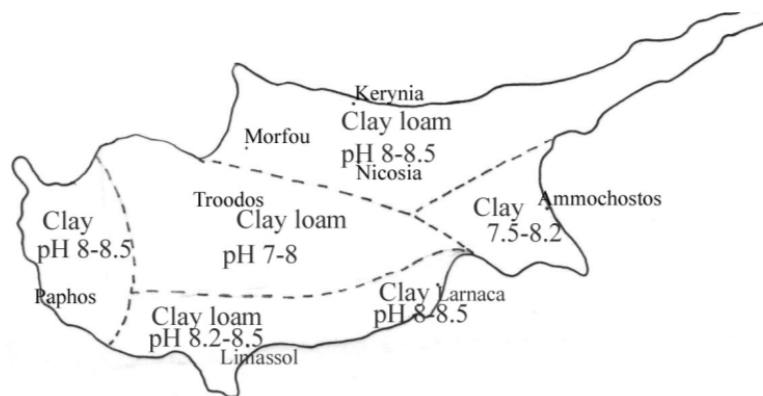 Kerynia
Clay loam
Morfou
pH 8-8.5
Nicosia
Troodos
Clay loam
pH 7-8
Clay
pH 8-8.5
Paphos
Clay
Ammochostos
7.5-8.2
Clay
Larnaca
pH 8-8.5
Clay loam
pH 8.2-8.5
Limassol